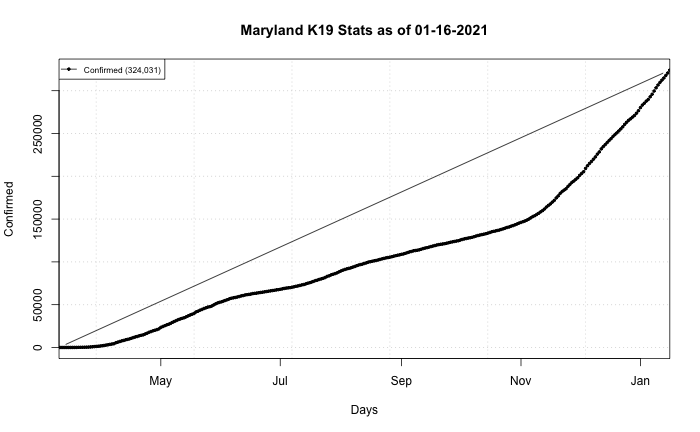 Maryland K19 Stats as of 01-16-2021
Confirmed (324,031)
Confirmed
250000
150000
50000
0
May Jul Sep Nov Jan
Days